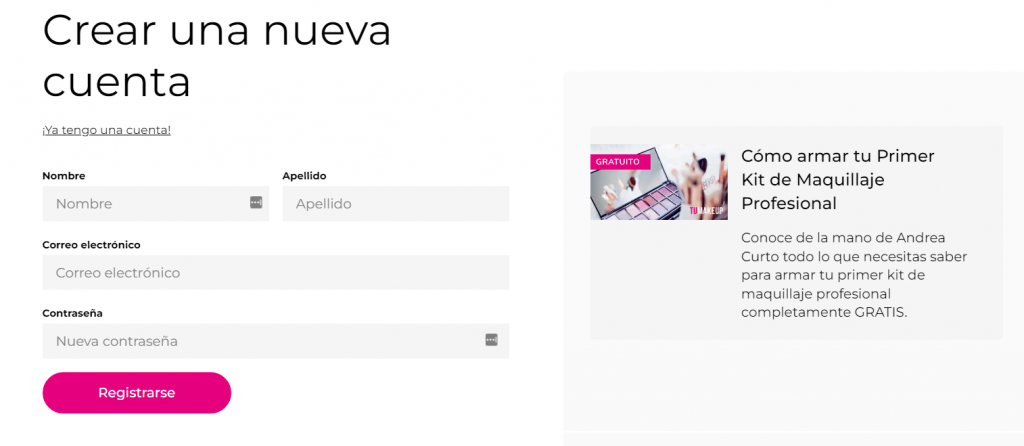 Crear una nueva
cuenta
¡Ya tengo una cuenta!
Nombre
Apellido
Nombre
Apellido
Correo electrónico
Correo electrónico
Contraseña
Nueva contraseña
Registrarse
GRATUITO
TUMAKEUP
Cómo armar tu Primer
Kit de Maquillaje
Profesional
Conoce de la mano de Andrea
Curto todo lo que necesitas saber
para armar tu primer kit de
maquillaje profesional
completamente GRATIS.